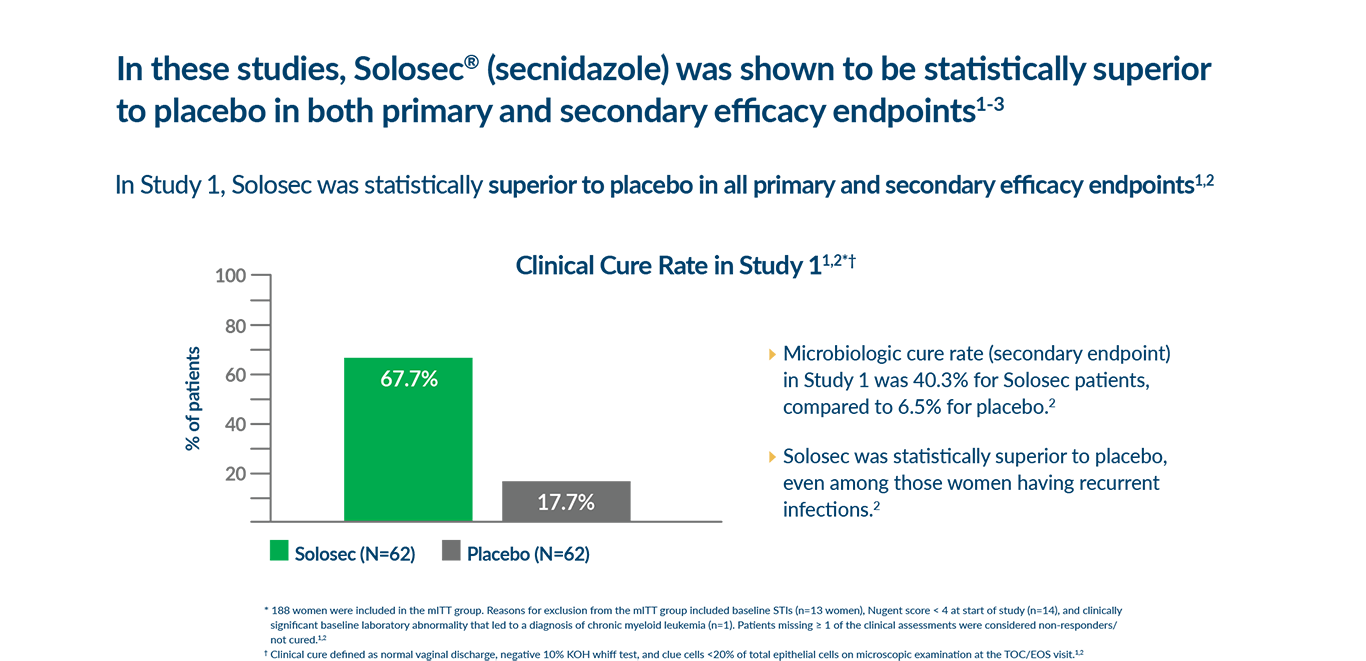 In these studies, Solosec® (secnidazole) was shown to be statistically superior
to placebo in both primary and secondary efficacy endpoints1-3
In Study 1, Solosec was statistically superior to placebo in all primary and secondary efficacy endpoints1,2
Clinical Cure Rate in Study 11,2*†
100
80
60
40
20
% of patients
67.7%
17.7%
Solosec (N=62)
Placebo (N=62)
Microbiologic cure rate (secondary endpoint)
in Study 1 was 40.3% for Solosec patients,
compared to 6.5% for placebo.2
Solosec was statistically superior to placebo,
even among those women having recurrent
infections.2
* 188 women were included in the mITT group. Reasons for exclusion from the mITT group included baseline STIs (n=13 women), Nugent score < 4 at start of study (n=14), and clinically
significant baseline laboratory abnormality that led to a diagnosis of chronic myeloid leukemia (n=1). Patients missing ≥ 1 of the clinical assessments were considered non-responders/
not cured.1,2
† Clinical cure defined as normal vaginal discharge, negative 10% KOH whiff test, and clue cells <20% of total epithelial cells on microscopic examination at the TOC/EOS visit.1,2